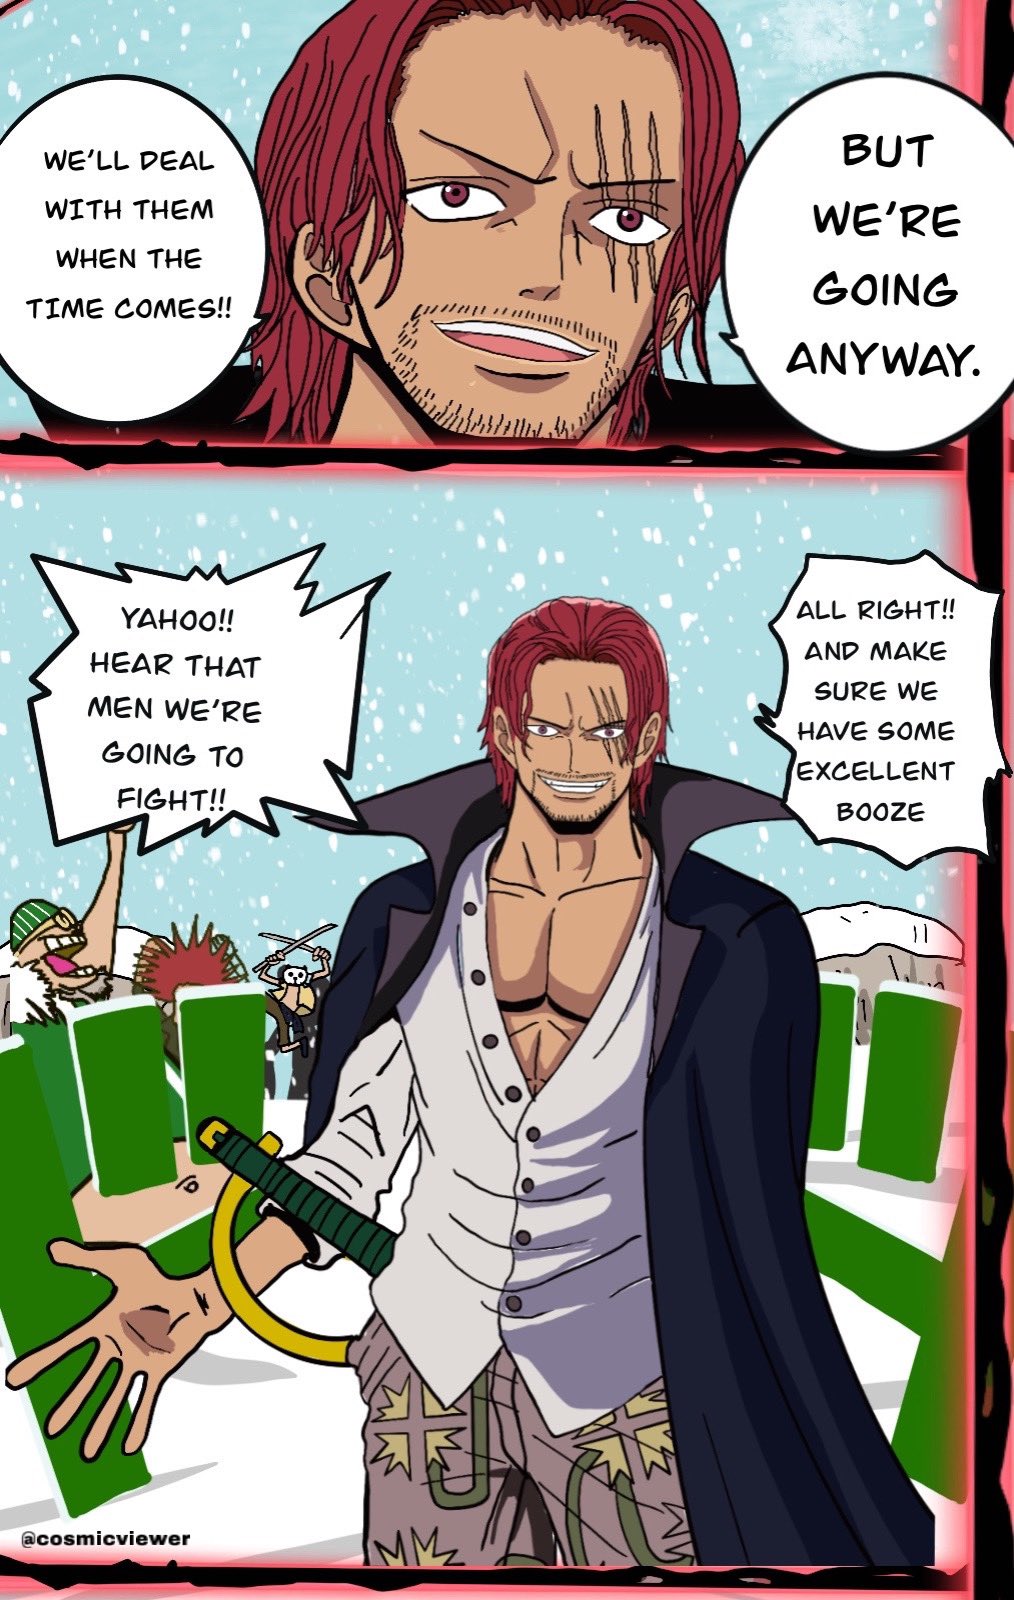 BUT
WE'RE
GOING
ANYWAY.
WE'LL DEAL
WITH THEM
WHEN THE
TIME COMES!!
ALL RIGHT!!
AND MAKE
SURE WE
HAVE SOME
EXCELLENT
BOOZE
YAHOO!!
HEAR THAT
MEN WE'RE
GOING TO
FIGHT!!
@cosmicviewer